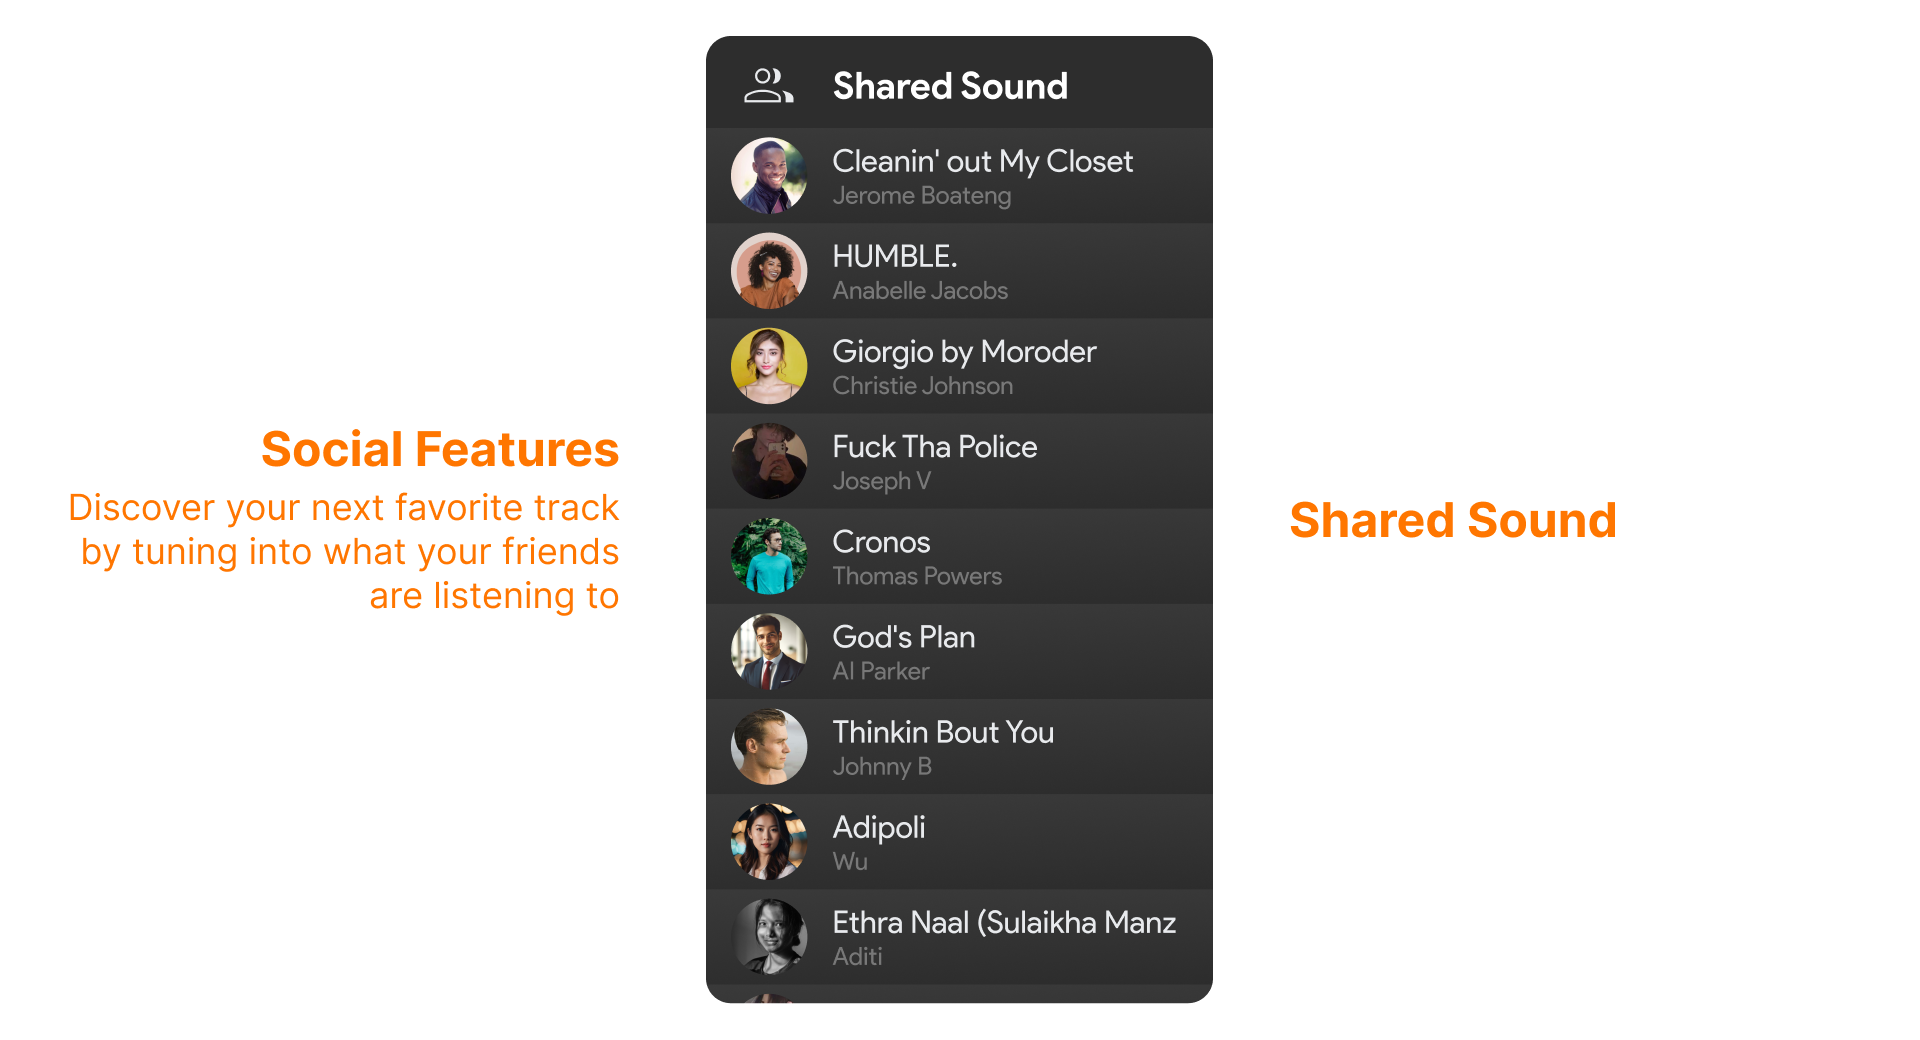 Social Features
Discover your next favorite track
by tuning into what your friends
are listening to
Shared Sound
Cleanin' out My Closet
Jerome Boateng
HUMBLE.
Anabelle Jacobs
Giorgio by Moroder
Christie Johnson
Fuck Tha Police
Joseph V
Cronos
Thomas Powers
God's Plan
Al Parker
Thinkin Bout You
Johnny B
Adipoli
Wu
Ethra Naal (Sulaikha Manz
Aditi
Shared Sound